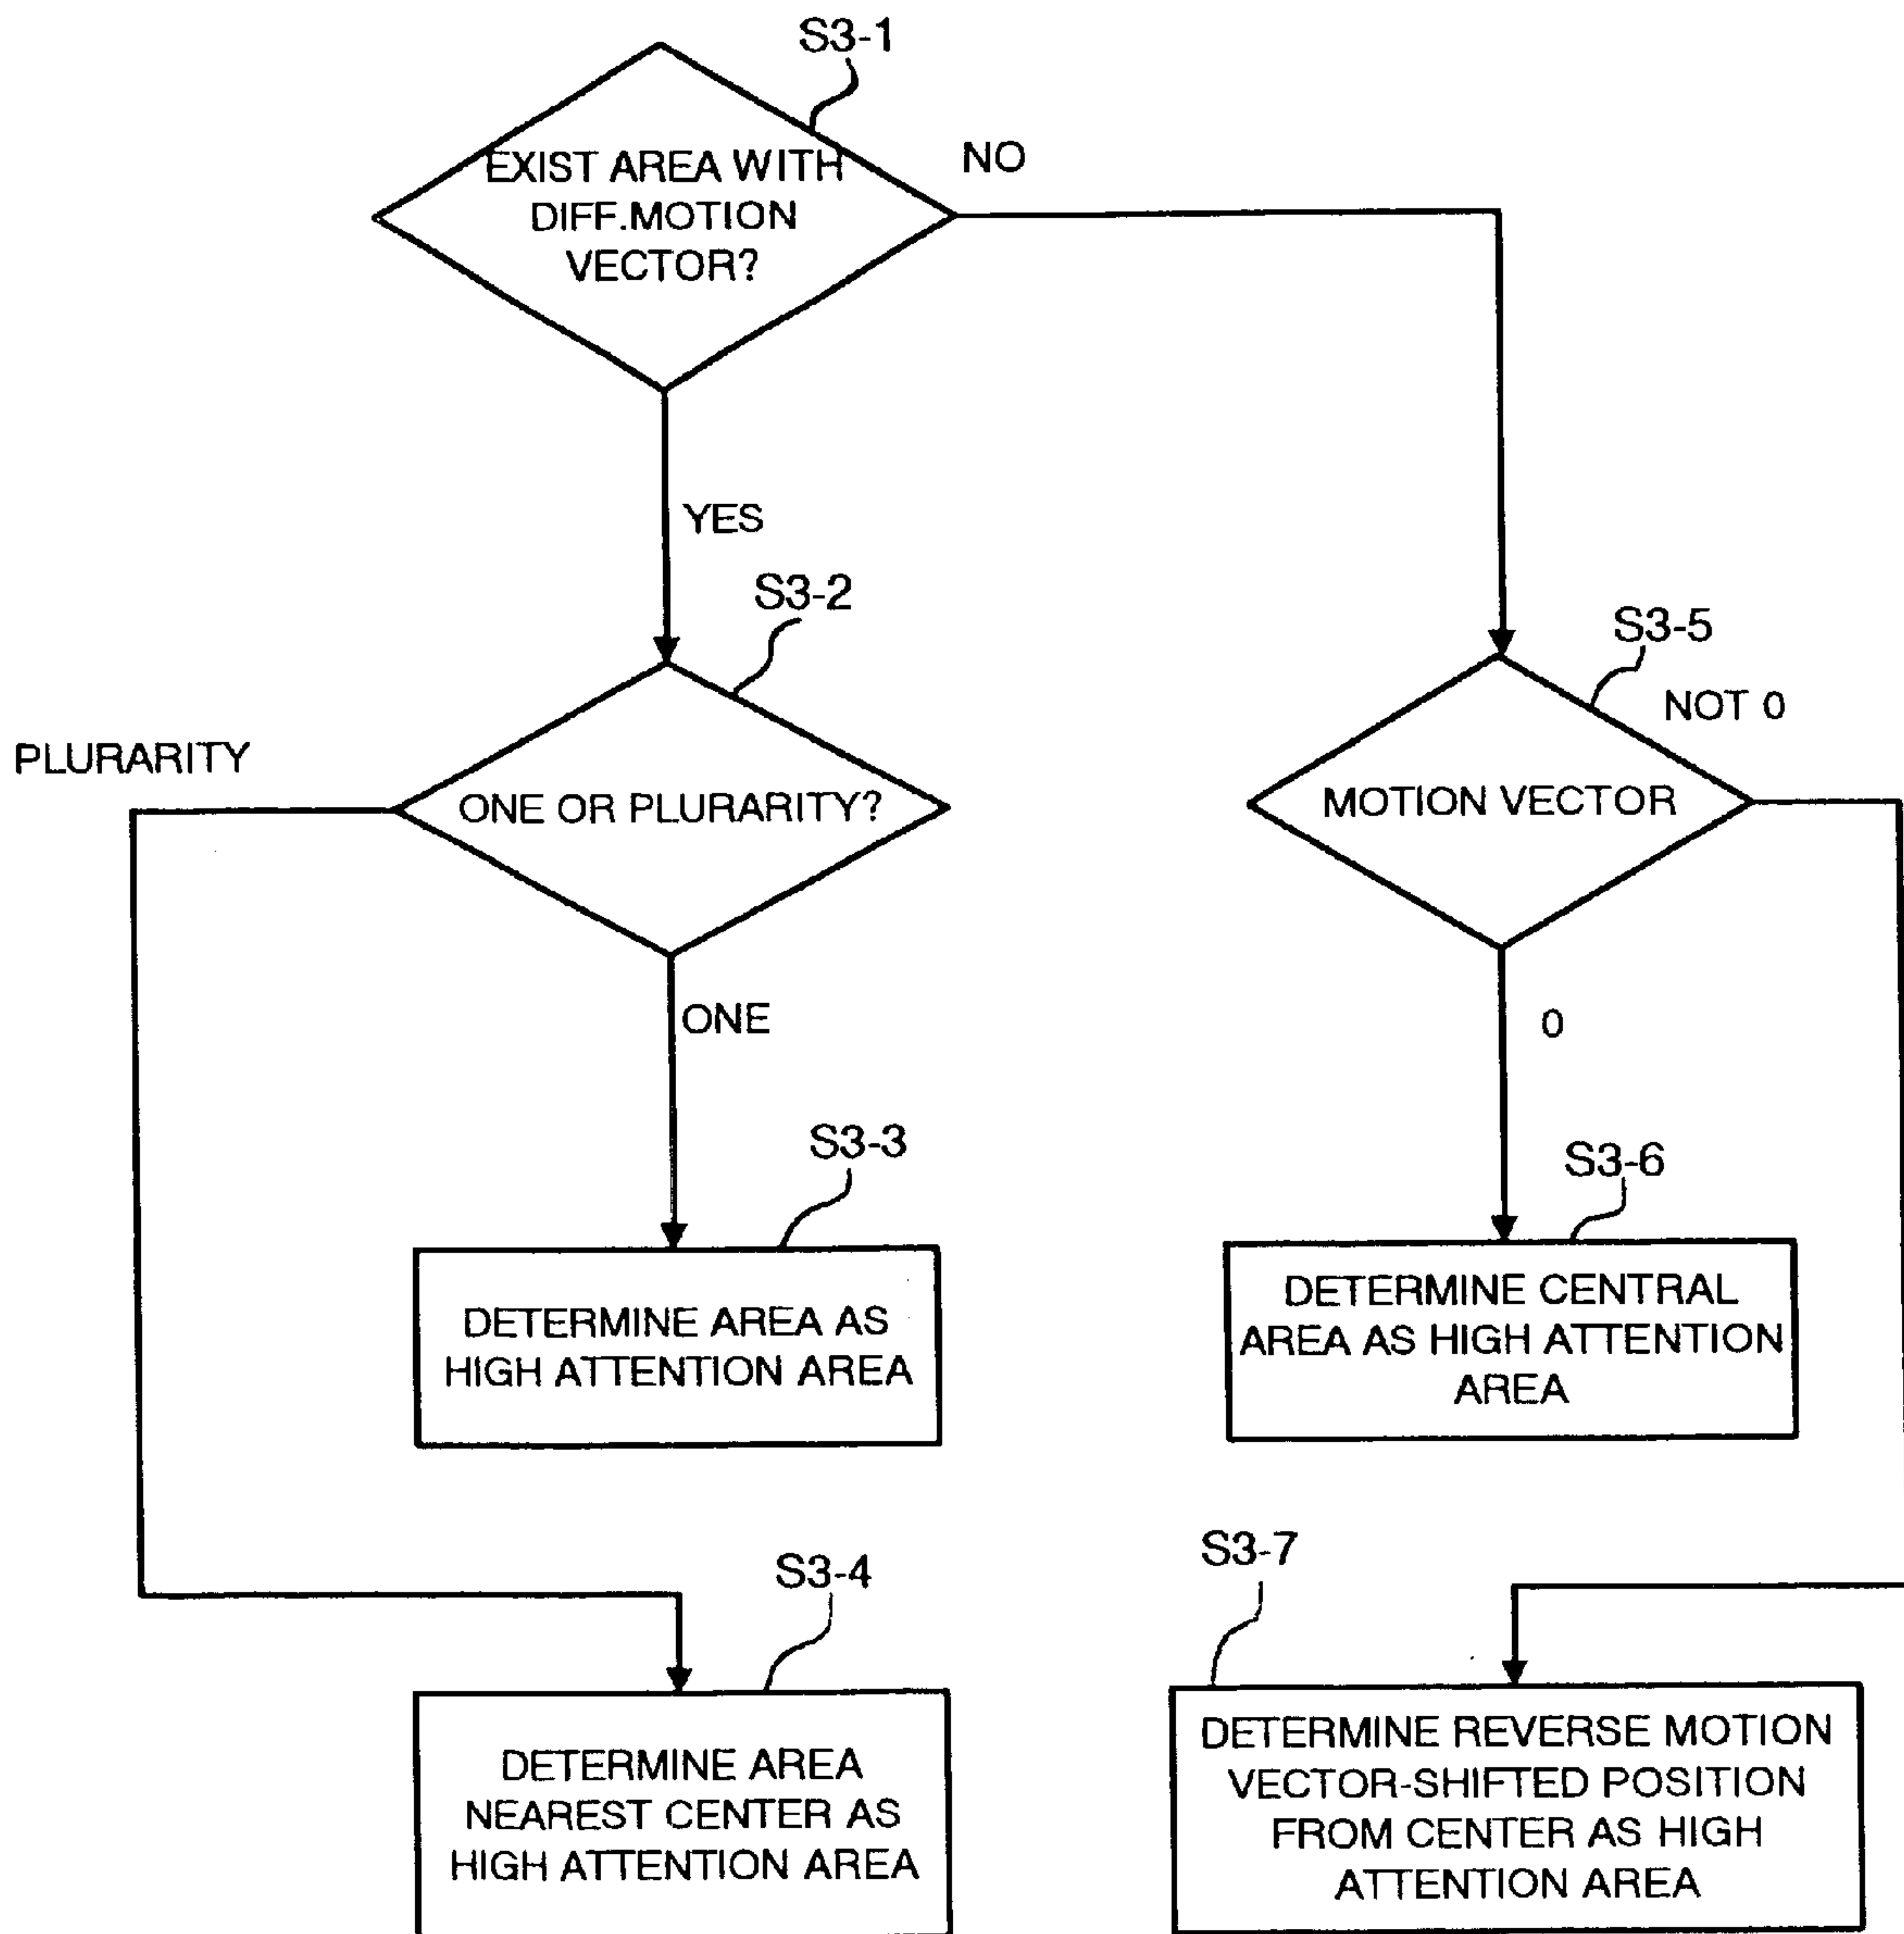 S3-1
EXIST AREA WITH
DIFF.MOTION
VECTOR?
NO
YES
S3-2
PLURARITY
ONE OR PLURARITY?
ONE
S3-5
NOT 0
MOTION VECTOR
0
S3-3
DETERMINE AREA AS
HIGH ATTENTION AREA
S3-6
DETERMINE CENTRAL
AREA AS HIGH ATTENTION
AREA
S3-4
DETERMINE AREA
NEAREST CENTER AS
HIGH ATTENTION AREA
S3-7
DETERMINE REVERSE MOTION
VECTOR-SHIFTED POSITION
FROM CENTER AS HIGH
ATTENTION AREA